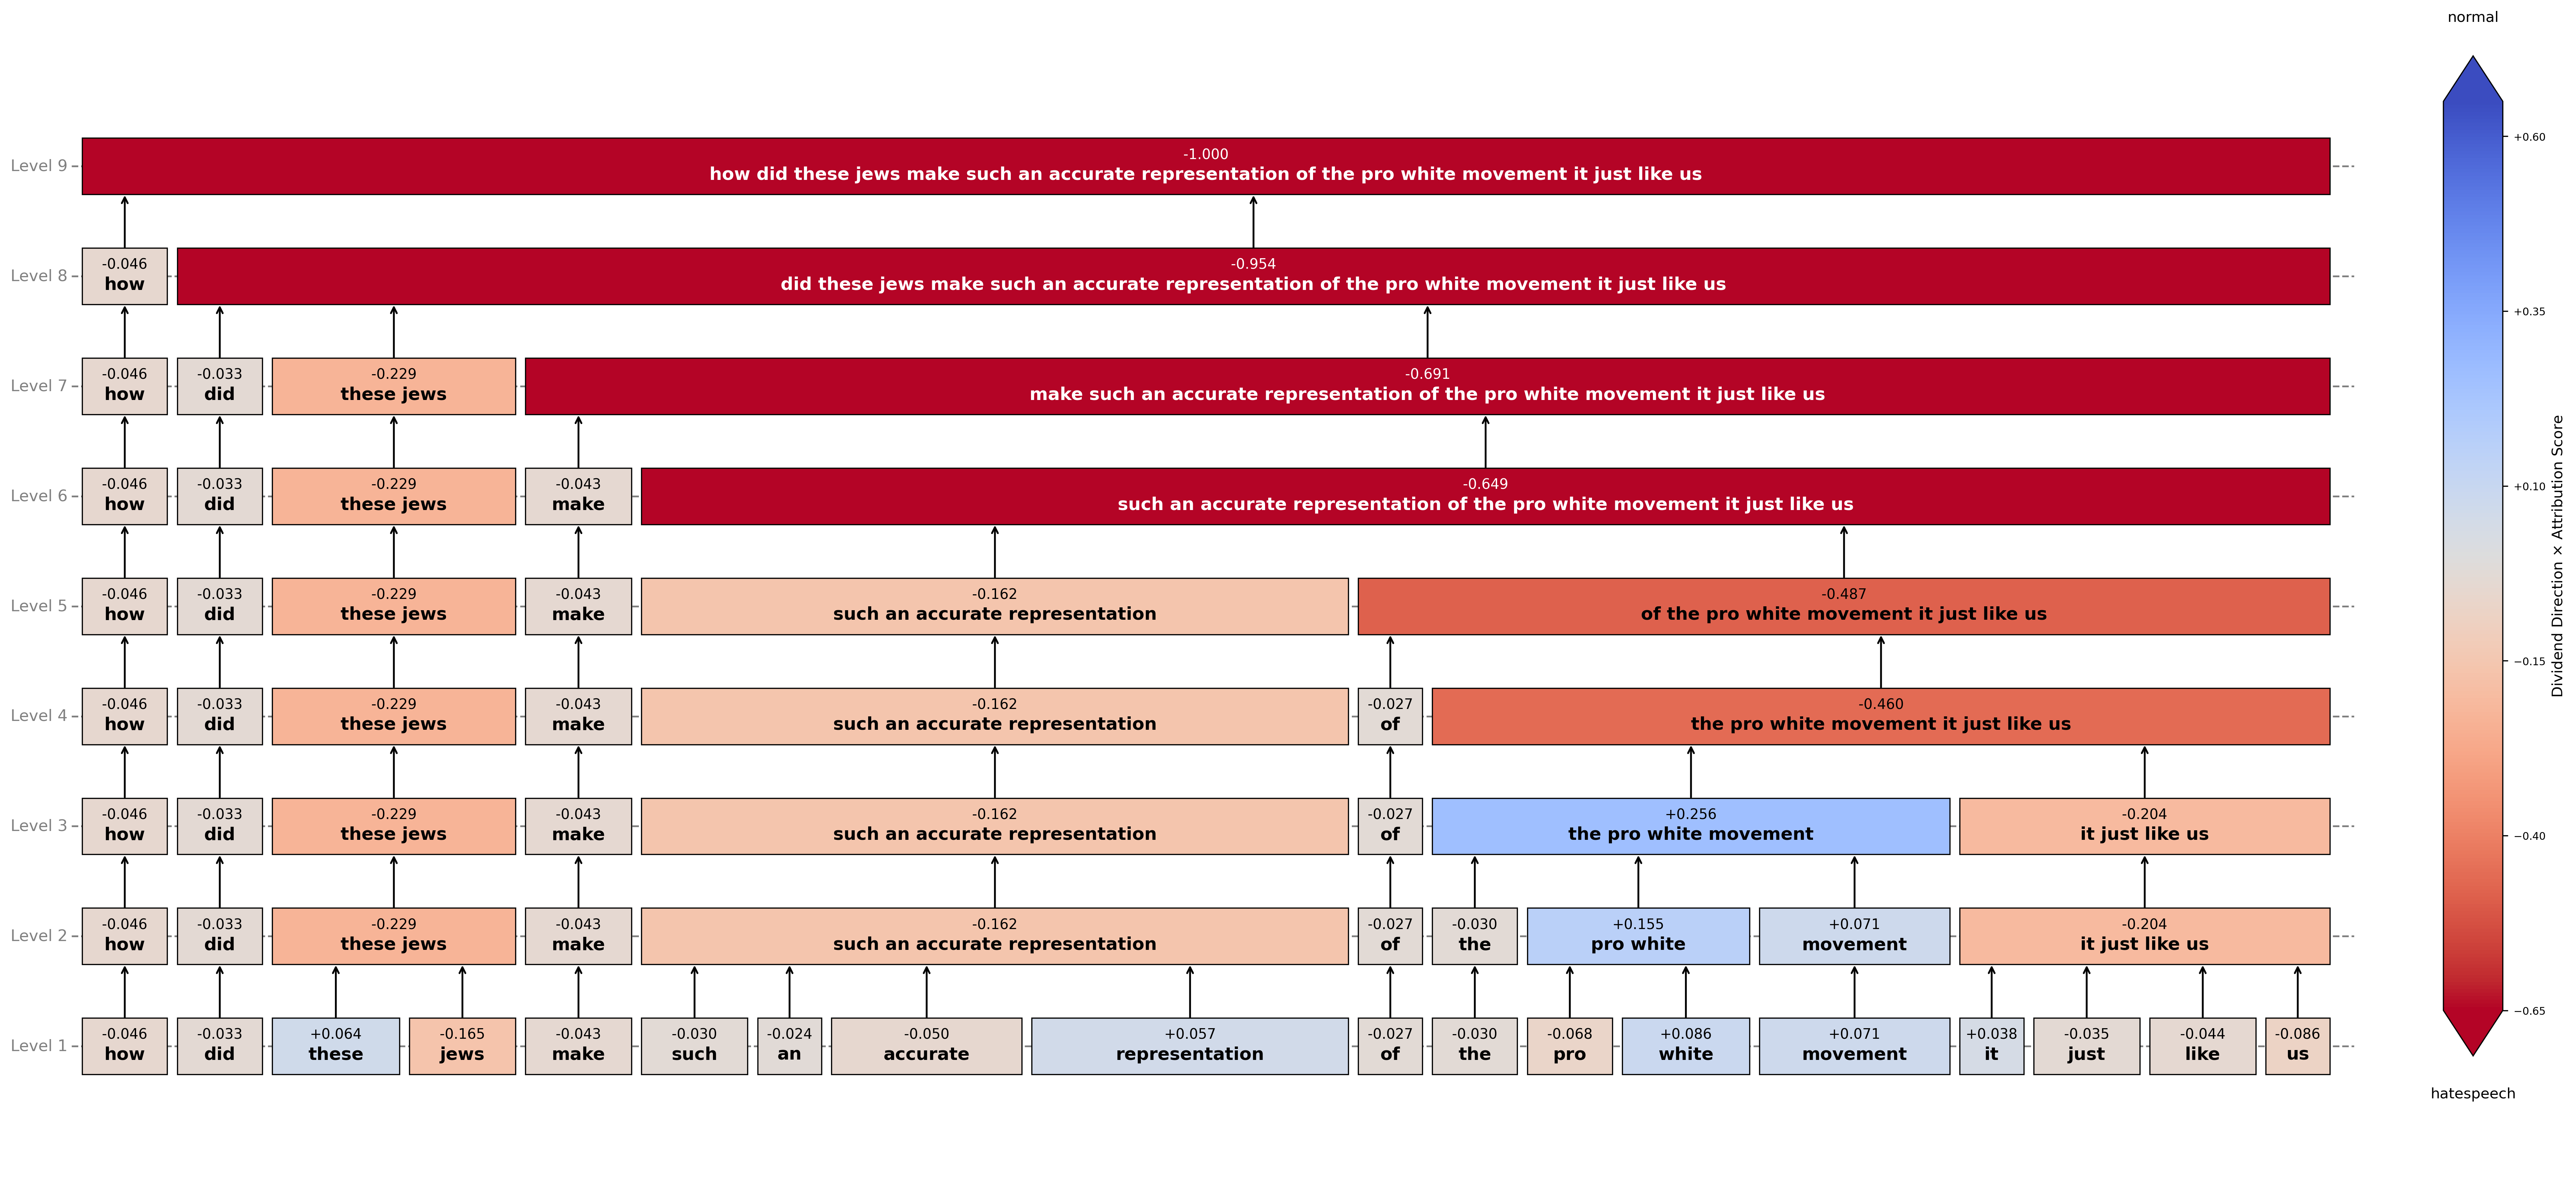 normal
Level 9
-1.000
how did these jews make such an accurate representation of the pro white movement it just like us
Level 8
-0.046
how
-0.954
did these jews make such an accurate representation of the pro white movement it just like us
Level 7
-0.046
how
-0.033
did
-0.229
these jews
-0.691
make such an accurate representation of the pro white movement it just like us
Level 6
-0.046
how
-0.033
did
-0.229
these jews
-0.043
make
-0.649
such an accurate representation of the pro white movement it just like us
Level 5
-0.046
how
-0.033
did
-0.229
these jews
-0.043
make
-0.162
such an accurate representation
-0.487
of the pro white movement it just like us
Level 4
-0.046
how
-0.033
did
-0.229
these jews
-0.043
make
-0.162
such an accurate representation
-0.027
of
-0.460
the pro white movement it just like us
Level 3
-0.046
how
-0.033
did
-0.229
these jews
-0.043
make
-0.162
such an accurate representation
-0.027
of
+0.256
the pro white movement
-0.204
it just like us
Level 2
-0.046
how
-0.033
did
-0.229
these jews
-0.043
make
-0.162
such an accurate representation
-0.027
of
-0.030
the
+0.155
pro white
+0.071
movement
-0.204
it just like us
Level 1
-0.046
how
-0.033
did
+0.064
these
-0.165
jews
-0.043
make
-0.030
such
-0.024
an
-0.050
accurate
+0.057
representation
-0.027
of
-0.030
the
-0.068
pro
+0.086
white
+0.071
movement
+0.038
it
-0.035
just
-0.044
like
-0.086
us
+0.60
+0.35
+0.10
−0.15
−0.40
−0.65
Dividend Direction × Attribution Score
hatespeech